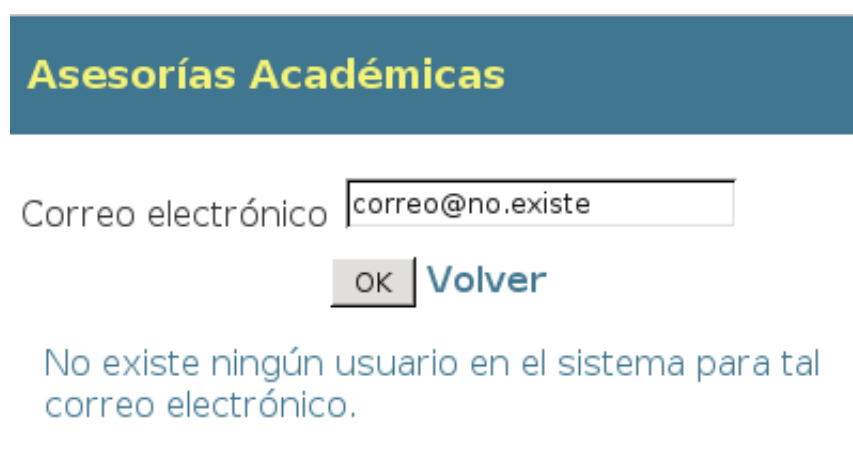 Asesorías Académicas
Correo electrónico correo@no.existe
OK Volver
No existe ningún usuario en el sistema para tal
correo electrónico.